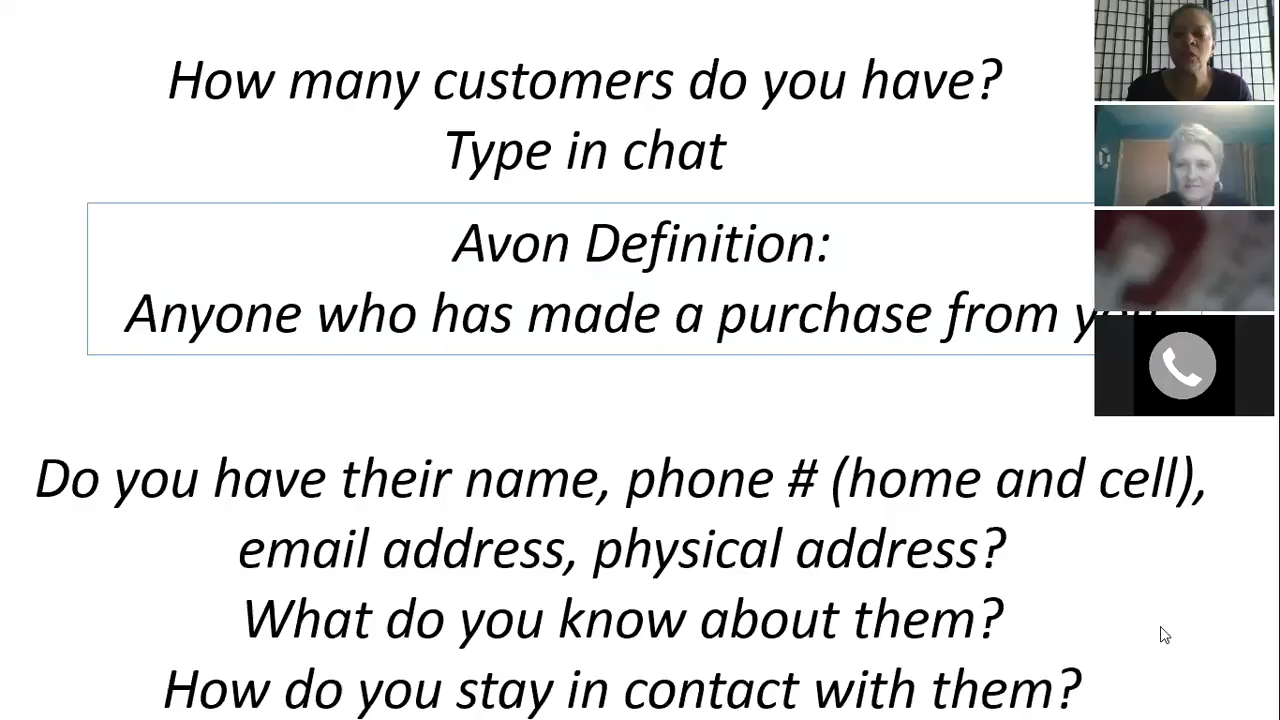 How many customers do you have?
Type in chat
Avon Definition:
Anyone who has made a purchase from you
Do you have their name, phone # (home and cell),
email address, physical address?
What do you know about them?
How do you stay in contact with them?